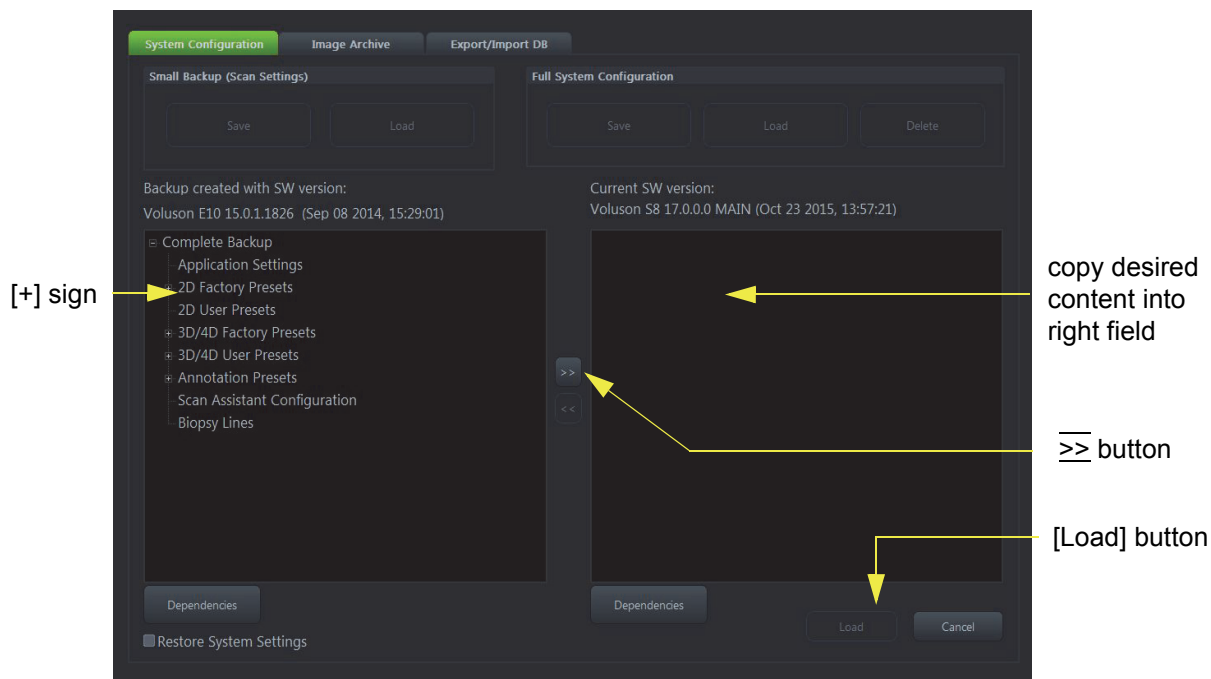 System Configuration Image Archive Export/Import DB
Small Backup (Scan Settings) Full System Configuration
Save Load Save Load Delete
Backup created with SW version: Current SW version:
Voluson E10 15.0.1.1826 (Sep 08 2014, 15:29:01) Voluson S8 17.0.0.0 MAIN (Oct 23 2015, 13:57:21)
Complete Backup
Application Settings
[+] sign
2D Factory Presets
2D User Presets
3D/4D Factory Presets
3D/4D User Presets
Annotation Presets
Scan Assistant Configuration
Biopsy Lines
copy desired
content into
right field
>>
<<
>> button
[Load] button
Dependencies Dependencies
Load Cancel
Restore System Settings